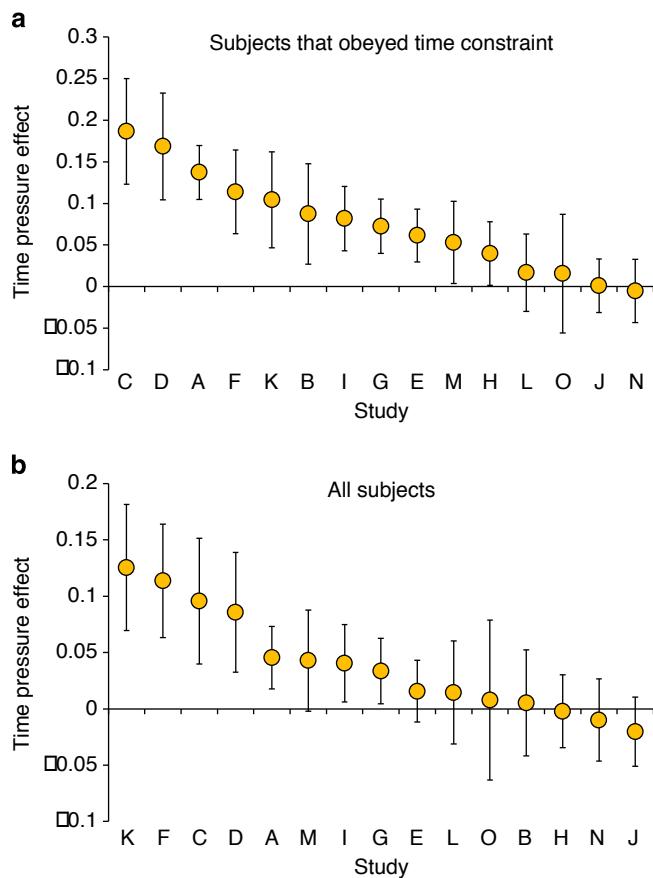 a
Subjects that obeyed time constraint
Time pressure effect
0.3
0.25
0.2
0.15
0.1
0.05
0
□0.05
□0.1
C D A F K B I G E M H L O J N
Study
b
All subjects
Time pressure effect
0.2
0.15
0.1
0.05
0
□0.05
□0.1
K F C D A M I G E L O B H N J
Study